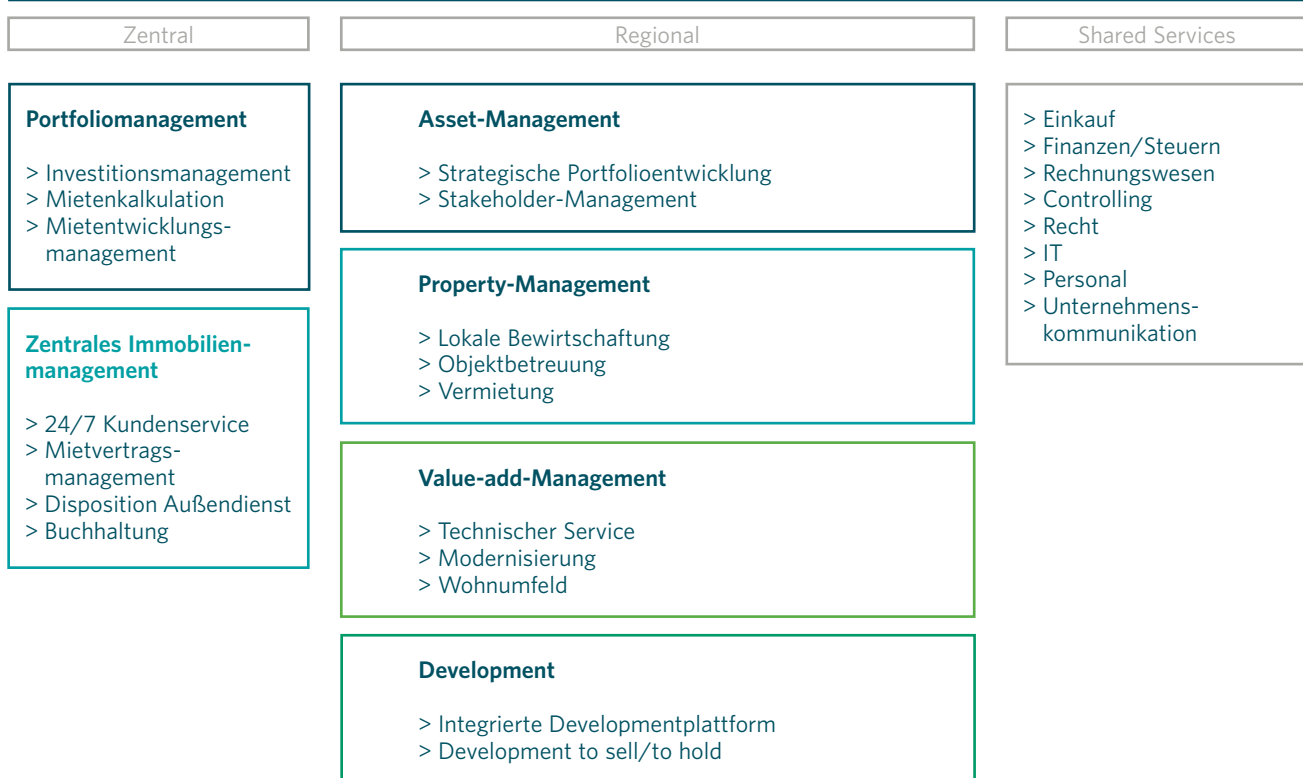 Zentral
Regional
Shared Services
Portfoliomanagement
> Investitionsmanagement
> Mietenkalkulation
> Mietentwicklungs-
management
Zentrales Immobilien-
management
> 24/7 Kundenservice
> Mietvertrags-
management
> Disposition Außendienst
> Buchhaltung
Asset-Management
> Strategische Portfolioentwicklung
> Stakeholder-Management
Property-Management
> Lokale Bewirtschaftung
> Objektbetreuung
> Vermietung
Value-add-Management
> Technischer Service
> Modernisierung
> Wohnumfeld
Development
> Integrierte Developmentplattform
> Development to sell/to hold
> Einkauf
> Finanzen/Steuern
> Rechnungswesen
> Controlling
> Recht
> IT
> Personal
> Unternehmens-
kommunikation